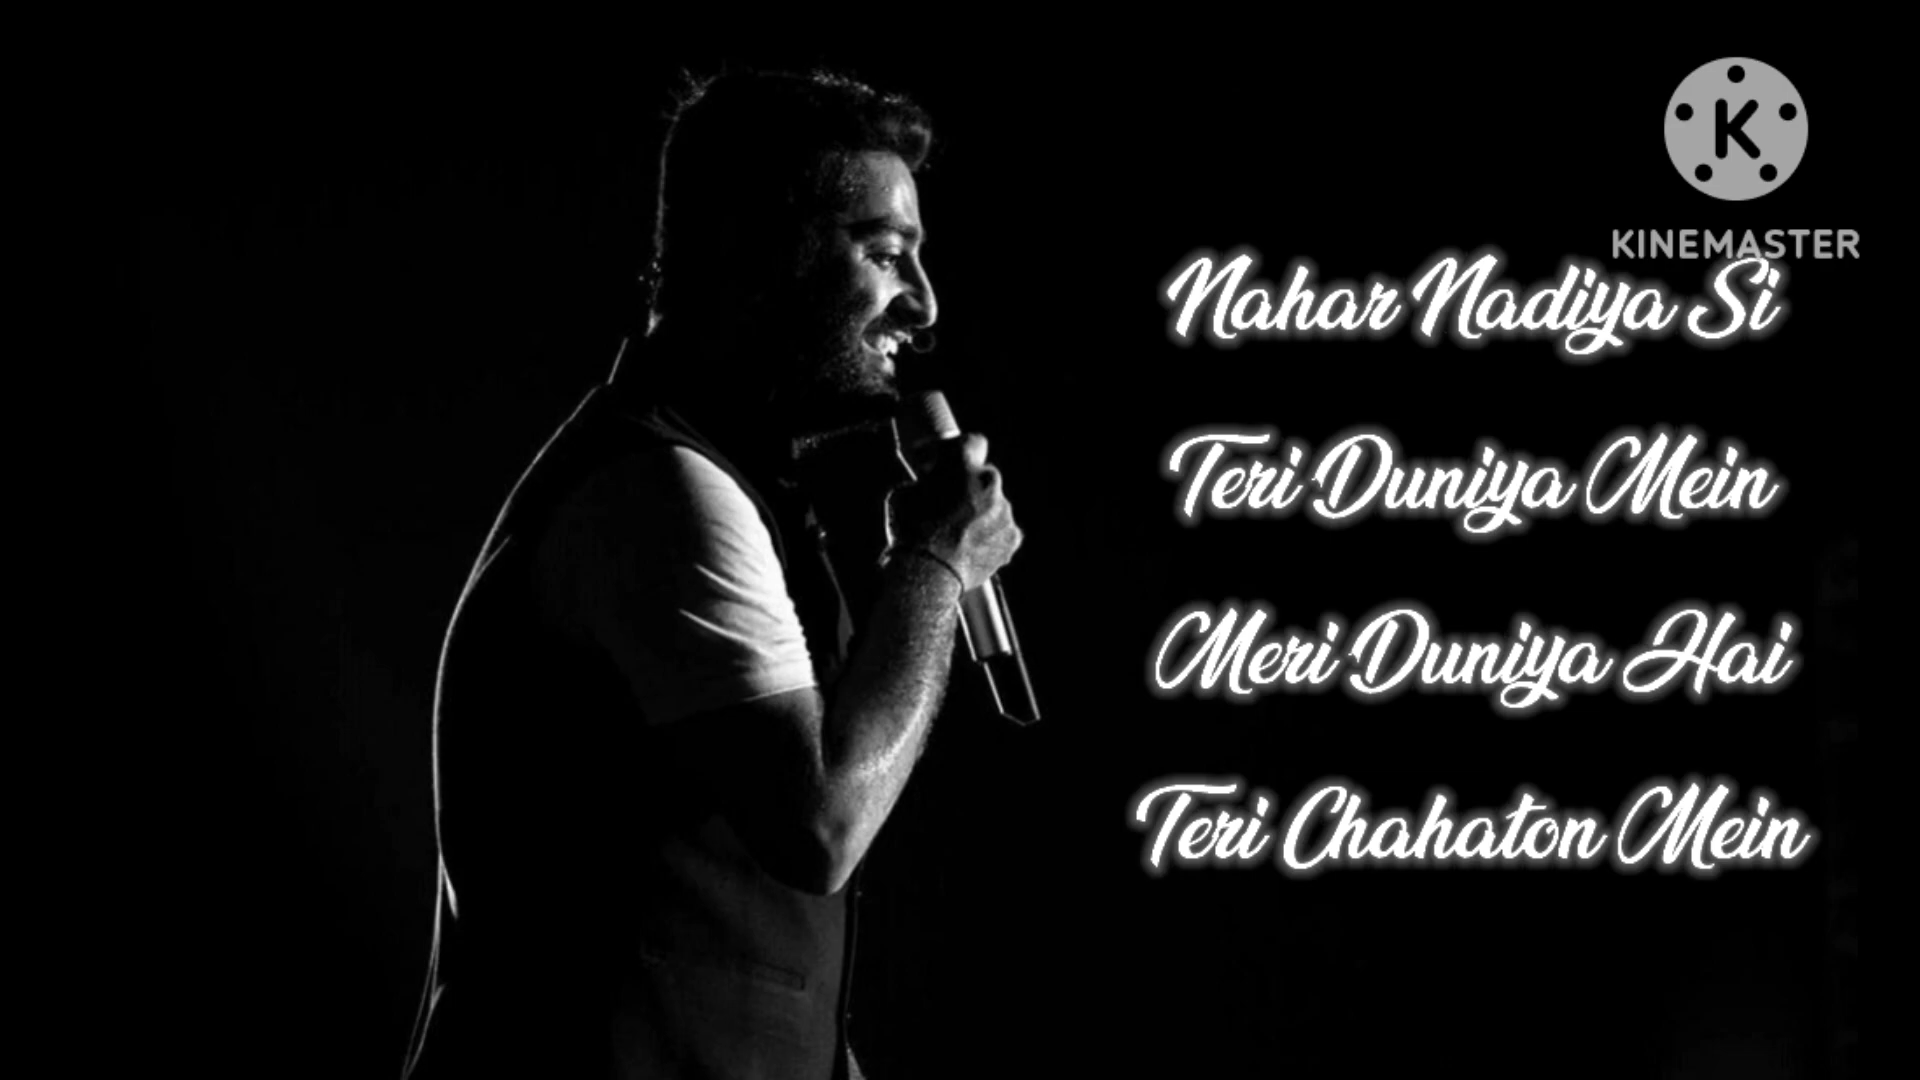 K
KINEMASTER
Nahar Nadiya Si
Teri Duniya Mein
Meri Duniya Hai
Teri Chahaton Mein